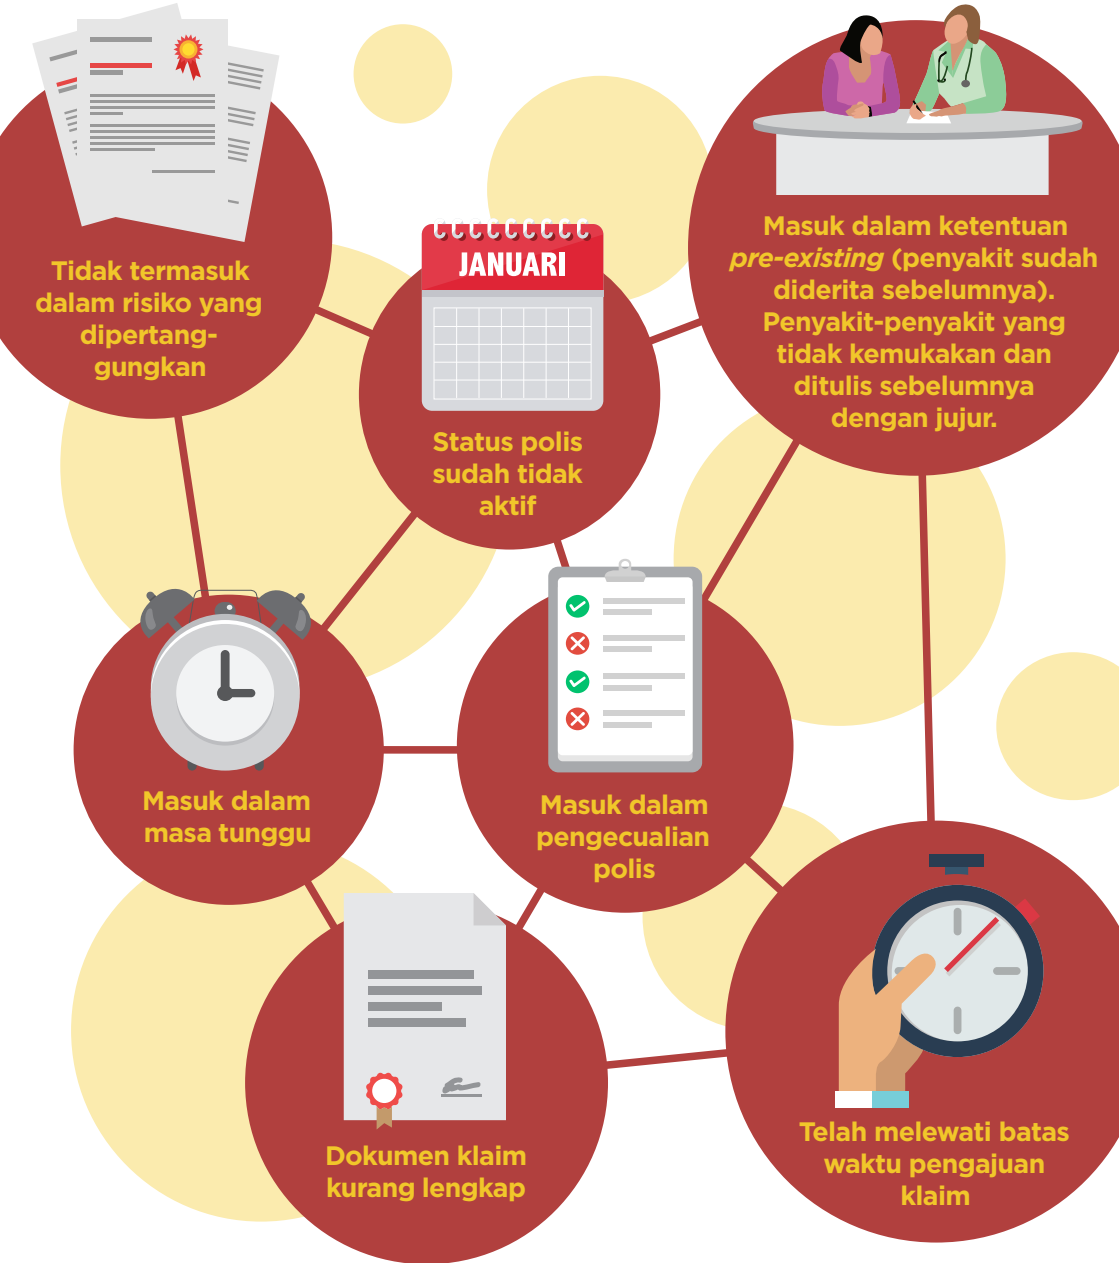 Tidak termasuk
dalam risiko yang
dipertang-
gungkan
JANUARI
Status polis
sudah tidak
aktif
Masuk dalam ketentuan
pre-existing (penyakit sudah
diderita sebelumnya).
Penyakit-penyakit yang
tidak kemukakan dan
ditulis sebelumnya
dengan jujur.
Masuk dalam
masa tunggu
Masuk dalam
pengecualian
polis
Dokumen klaim
kurang lengkap
Telah melewati batas
waktu pengajuan
klaim